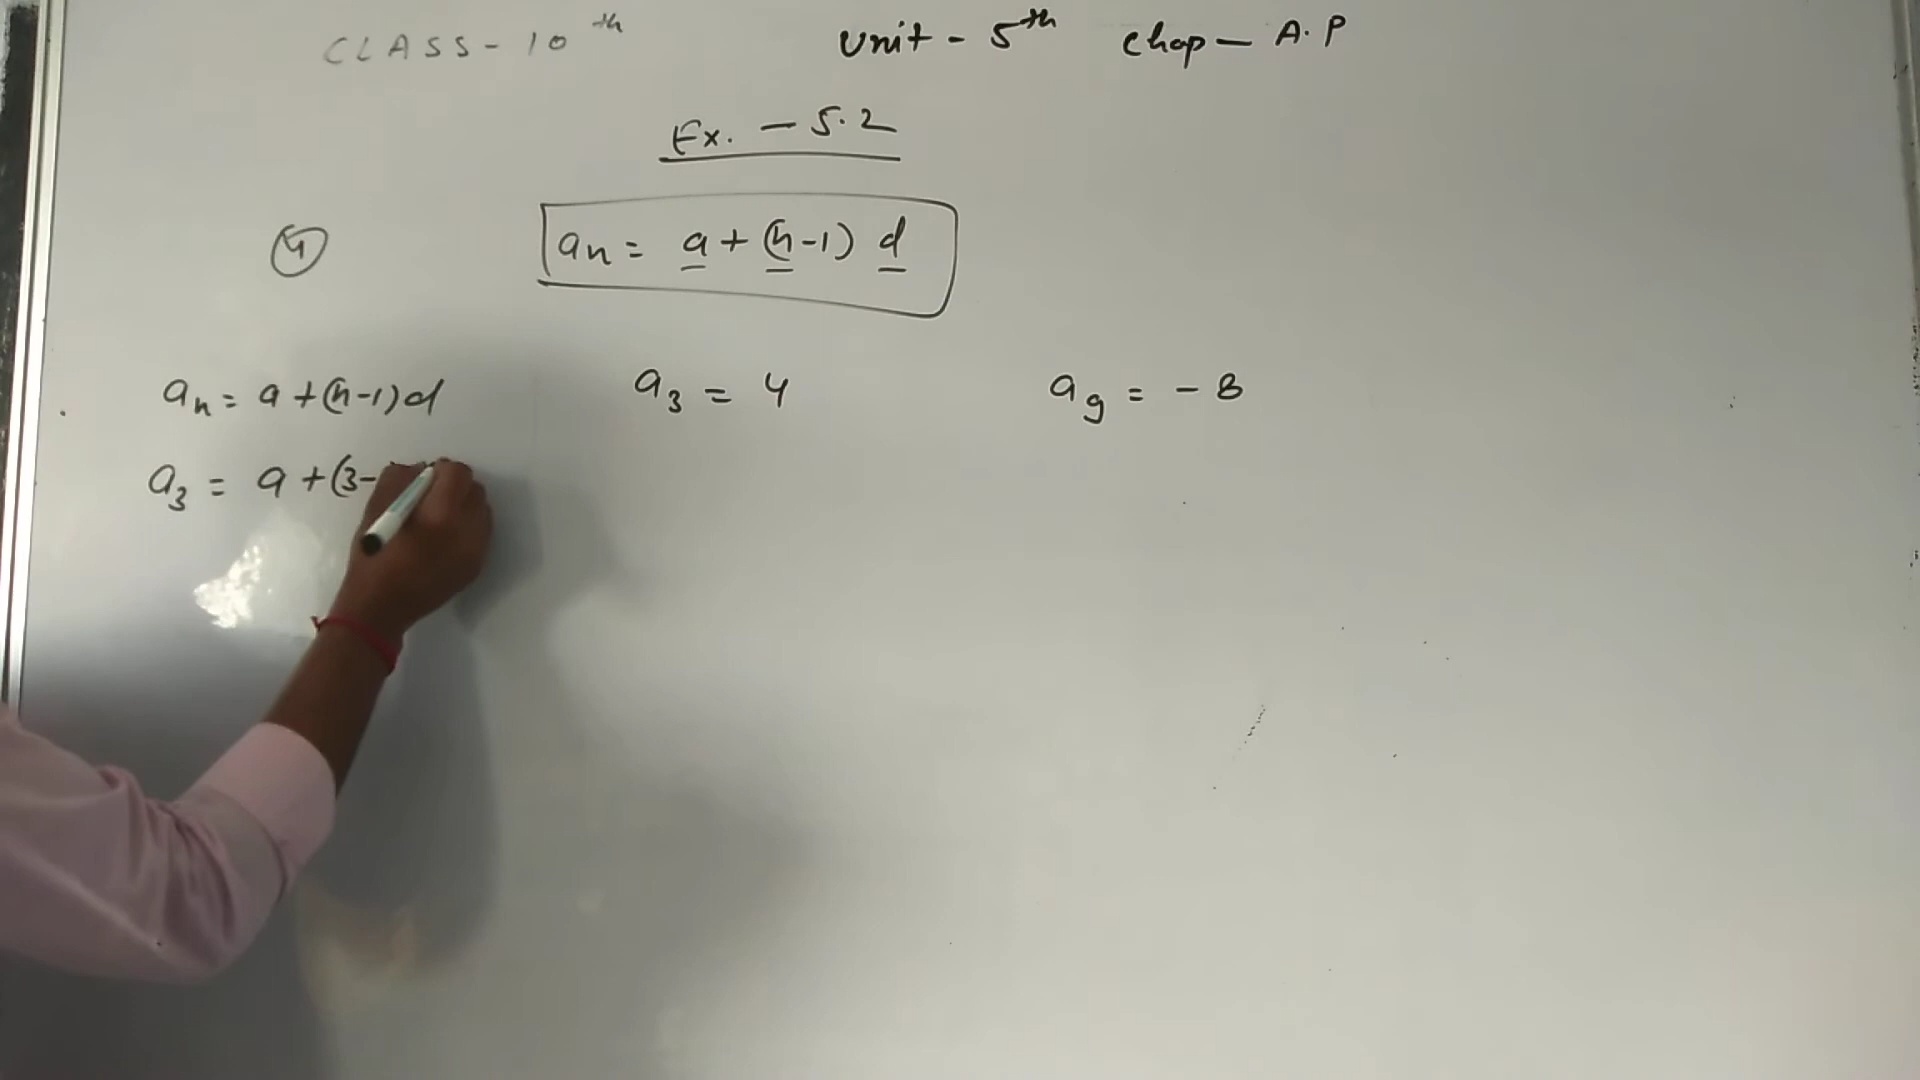 CLASS - 10th Unit - 5th Chap - A.P
Ex. - 5.2
4
an = a + (n-1) d
an = a + (n-1)d a3 = 4 a9 = - 8
a3 = a + (3-